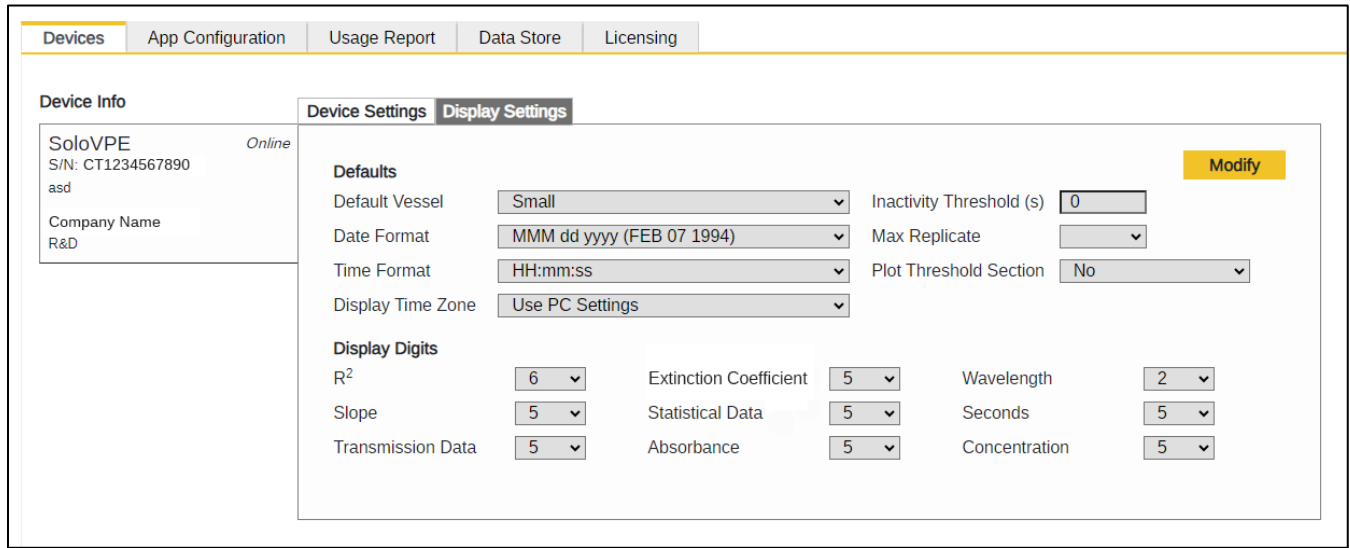 Devices App Configuration Usage Report Data Store Licensing
Device Info
Device Settings Display Settings
SoloVPE Online
S/N: CT1234567890
asd
Company Name
R&D
Modify
Defaults
Default Vessel Small Inactivity Threshold (s) 0
Date Format MMM dd yyyy (FEB 07 1994) Max Replicate
Time Format HH:mm:ss Plot Threshold Section No
Display Time Zone Use PC Settings
Display Digits
R² 6 Extinction Coefficient 5 Wavelength 2
Slope 5 Statistical Data 5 Seconds 5
Transmission Data 5 Absorbance 5 Concentration 5